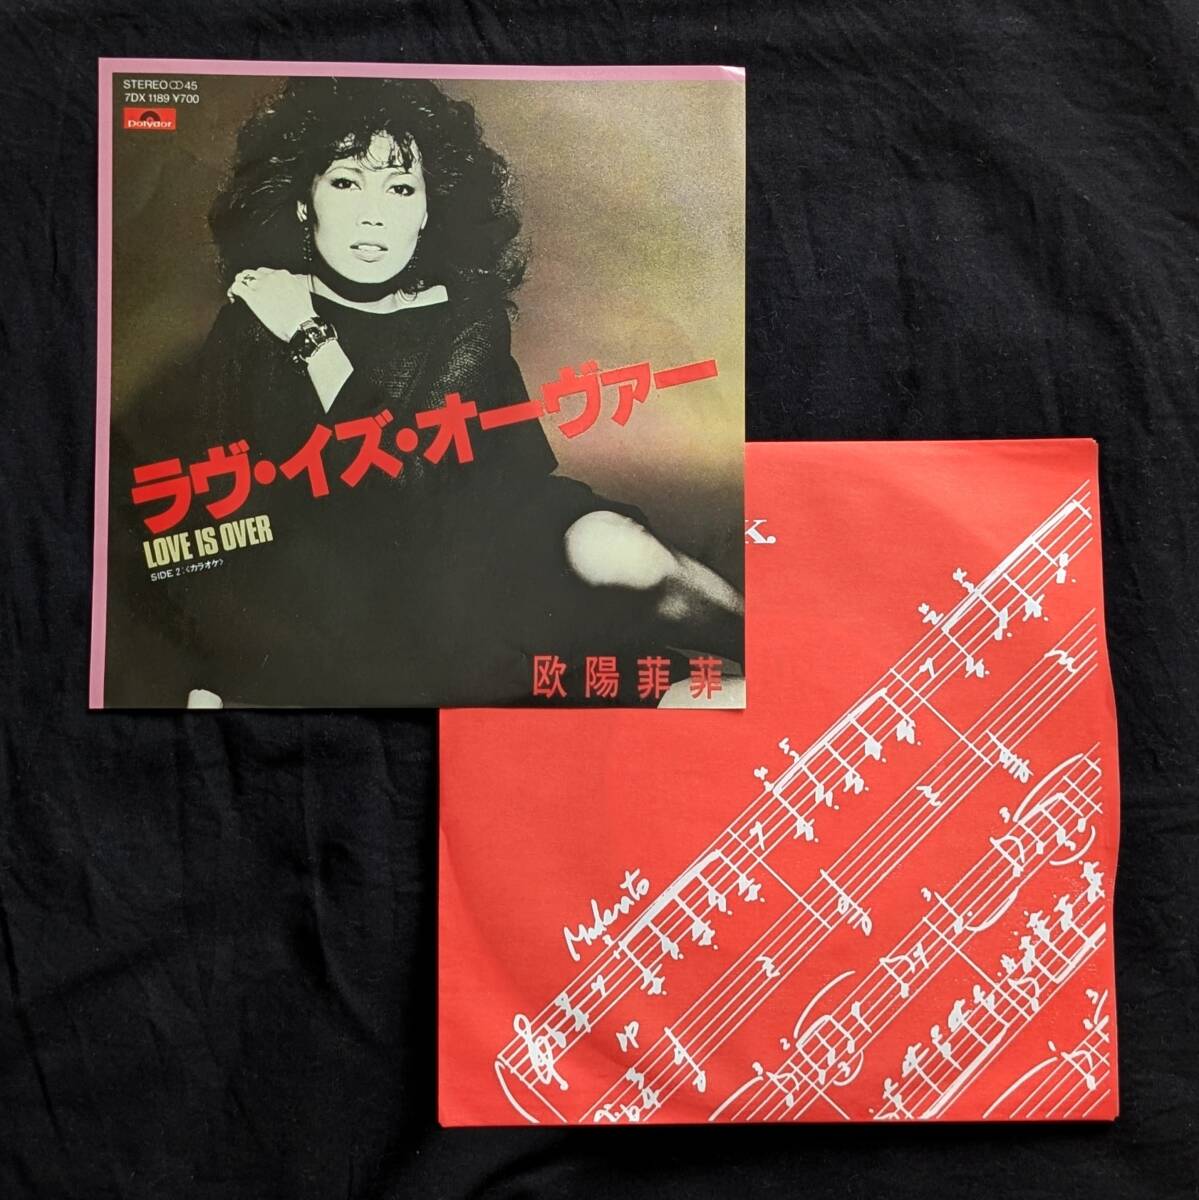 STEREO 45
7DX 1189 ¥700
Polydor
ラヴ・イズ・オーヴァー
LOVE IS OVER
SIDE 2:〈カラオケ〉
欧陽菲菲
K.
Moderato